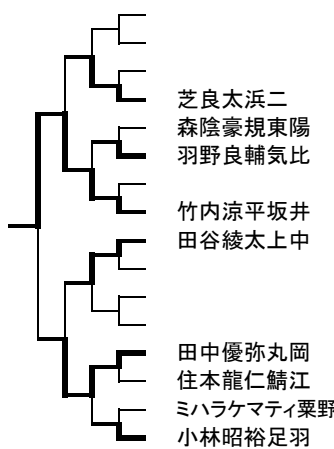 芝良太浜二
森陰豪規東陽
羽野良輔気比
竹内涼平坂井
田谷綾太上中
田中優弥丸岡
住本龍仁鯖江
ミハラケマティ粟野
小林昭裕足羽